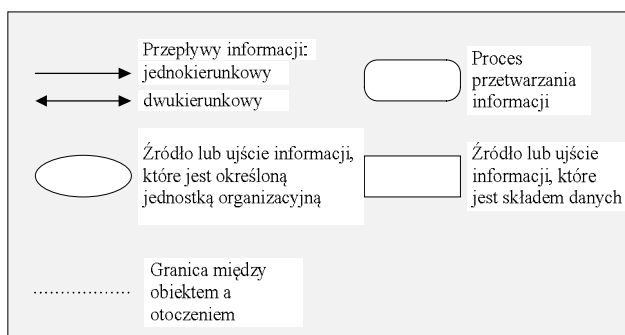 Przepływy informacji:
jednokierunkowy
dwukierunkowy
Proces
przetwarzania
informacji
Źródło lub ujście informacji,
które jest określoną
jednostką organizacyjną
Źródło lub ujście
informacji, które
jest składem danych
Granica między
obiektem a
otoczeniem